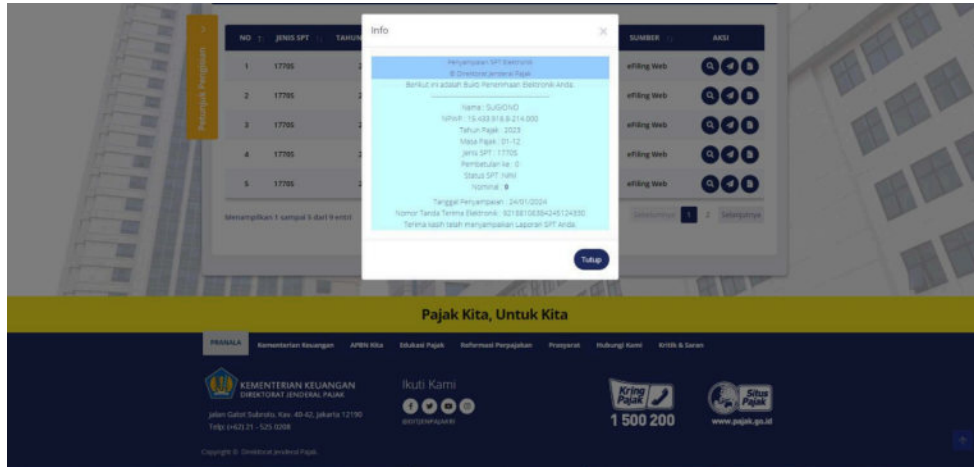 Info
×
NO
JENIS SPT
TAHUN
SUMBER
AKSI
Petunjuk Pengisian
1 1770S eFiling Web
2 1770S eFiling Web
3 1770S eFiling Web
4 1770S eFiling Web
5 1770S eFiling Web
Penyampaian SPT Elektronik
© Direktorat Jenderal Pajak
Berikut ini adalah Bukti Penerimaan Elektronik Anda.
Nama : SUGIONO
Tahun Pajak : 2023
Masa Pajak : 01-12
Jenis SPT : 1770S
Pembetulan ke : 0
Status SPT : Nihil
Nominal : 0
Tanggal Penyampaian : 24/01/2024
Nomor Tanda Terima Elektronik :
Terima kasih telah menyampaikan Laporan SPT Anda.
Tutup
Menampilkan 1 sampai 5 dari 9 entri
Sebelumnya 1 2 Selanjutnya
Pajak Kita, Untuk Kita
PRANALA Kementerian Keuangan APBN Kita Edukasi Pajak Reformasi Perpajakan Prasyarat Hubungi Kami Kritik & Saran
KEMENTERIAN KEUANGAN
DIREKTORAT JENDERAL PAJAK
Jalan Gatot Subroto, Kav. 40-42, Jakarta 12190
Telp: (+62) 21 - 525 0208
Ikuti Kami
@DITJENPAJAKRI
Kring
Pajak
1 500 200
Situs
Pajak
www.pajak.go.id
Copyright © Direktorat Jenderal Pajak.